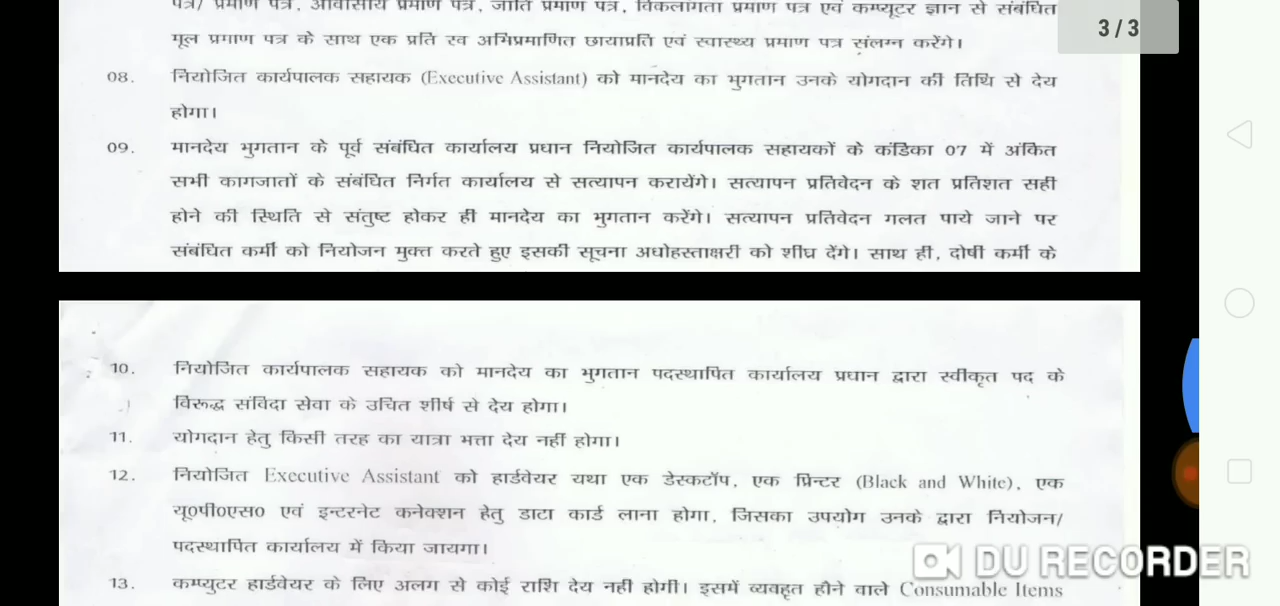 पत्र/ प्रमाण पत्र, आवासीय प्रमाण पत्र, जाति प्रमाण पत्र, विकलांगता प्रमाण पत्र एवं कम्प्युटर ज्ञान से संबंधित
3 / 3
मूल प्रमाण पत्र के साथ एक प्रति स्व अभिप्रमाणित छायाप्रति एवं स्वास्थ्य प्रमाण पत्र संलग्न करेंगे।
08. नियोजित कार्यपालक सहायक (Executive Assistant) को मानदेय का भुगतान उनके योगदान की तिथि से देय
होगा।
09. मानदेय भुगतान के पूर्व संबंधित कार्यालय प्रधान नियोजित कार्यपालक सहायकों के कंडिका 07 में अंकित
सभी कागजातों के संबंधित निर्गत कार्यालय से सत्यापन करायेंगे। सत्यापन प्रतिवेदन के शत प्रतिशत सही
होने की स्थिति से संतुष्ट होकर ही मानदेय का भुगतान करेंगे। सत्यापन प्रतिवेदन गलत पाये जाने पर
संबंधित कर्मी को नियोजन मुक्त करते हुए इसकी सूचना अधोहस्ताक्षरी को शीघ्र देंगे। साथ ही, दोषी कर्मी के
10. नियोजित कार्यपालक सहायक को मानदेय का भुगतान पदस्थापित कार्यालय प्रधान द्वारा स्वीकृत पद के
विरूद्ध संविदा सेवा के उचित शीर्ष से देय होगा।
11. योगदान हेतु किसी तरह का यात्रा भत्ता देय नहीं होगा।
12. नियोजित Executive Assistant को हार्डवेयर यथा एक डेस्कटॉप, एक प्रिन्टर (Black and White), एक
यू0पी0एस0 एवं इन्टरनेट कनेक्शन हेतु डाटा कार्ड लाना होगा, जिसका उपयोग उनके द्वारा नियोजन/
पदस्थापित कार्यालय में किया जायगा।
DU RECORDER
13. कम्प्युटर हार्डवेयर के लिए अलग से कोई राशि देय नही होगी। इसमें व्यवहृत होने वाले Consumable Items